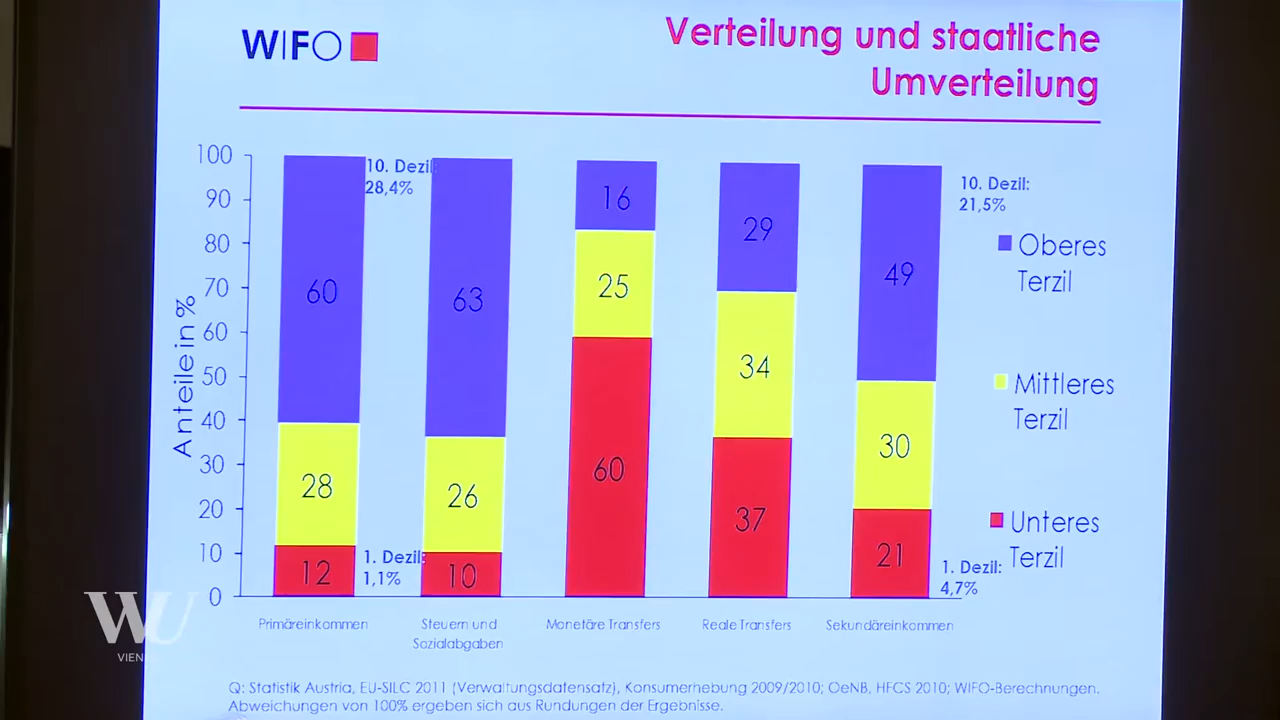 WIFO
Verteilung und staatliche
Umverteilung
100
90
80
70
60
50
40
30
20
10
0
Anteile in %
60
28
12
63
26
10
16
25
60
29
34
37
49
30
21
10. Dezil:
28,4%
1. Dezil:
1,1%
10. Dezil:
21,5%
1. Dezil:
4,7%
Oberes
Terzil
Mittleres
Terzil
Unteres
Terzil
Primäreinkommen
Steuern und
Sozialabgaben
Monetäre Transfers
Reale Transfers
Sekundäreinkommen
WU
VIENNA
Q: Statistik Austria, EU-SILC 2011 (Verwaltungsdatensatz), Konsumerhebung 2009/2010; OeNB, HFCS 2010; WIFO-Berechnungen.
Abweichungen von 100% ergeben sich aus Rundungen der Ergebnisse.